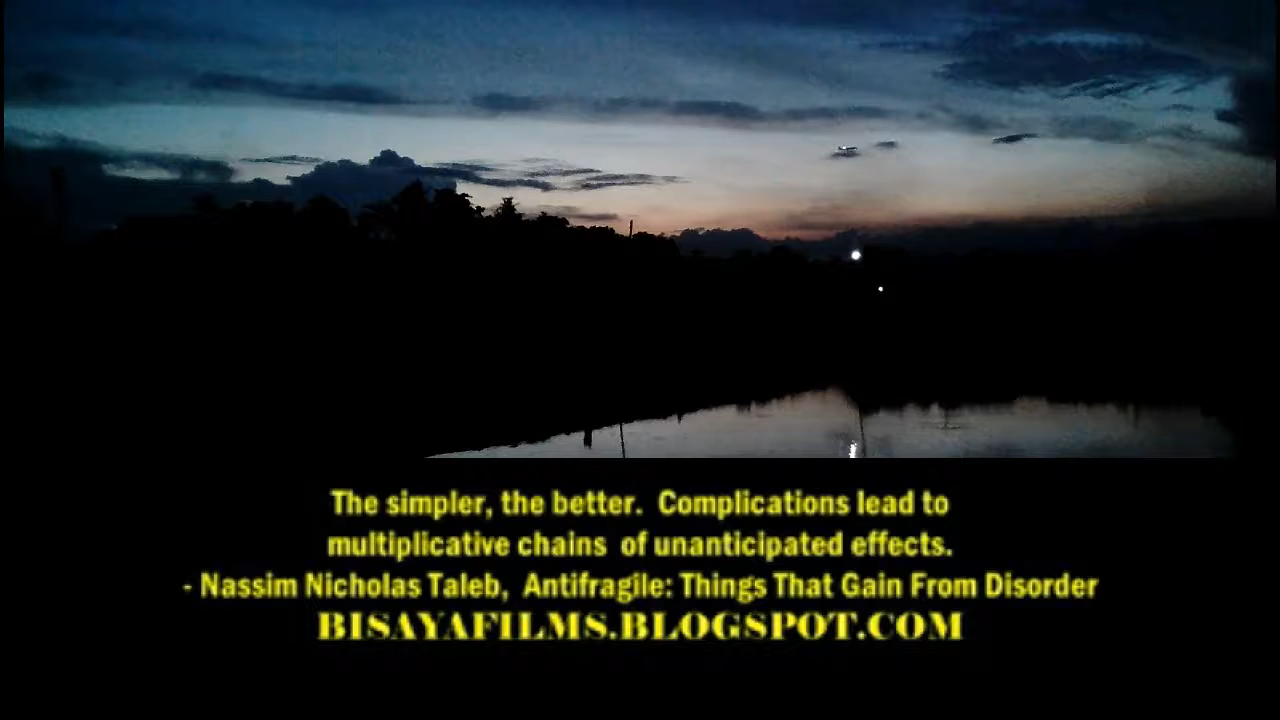 The simpler, the better.  Complications lead to
multiplicative chains  of unanticipated effects.
- Nassim Nicholas Taleb,  Antifragile: Things That Gain From Disorder
BISAYAFILMS.BLOGSPOT.COM